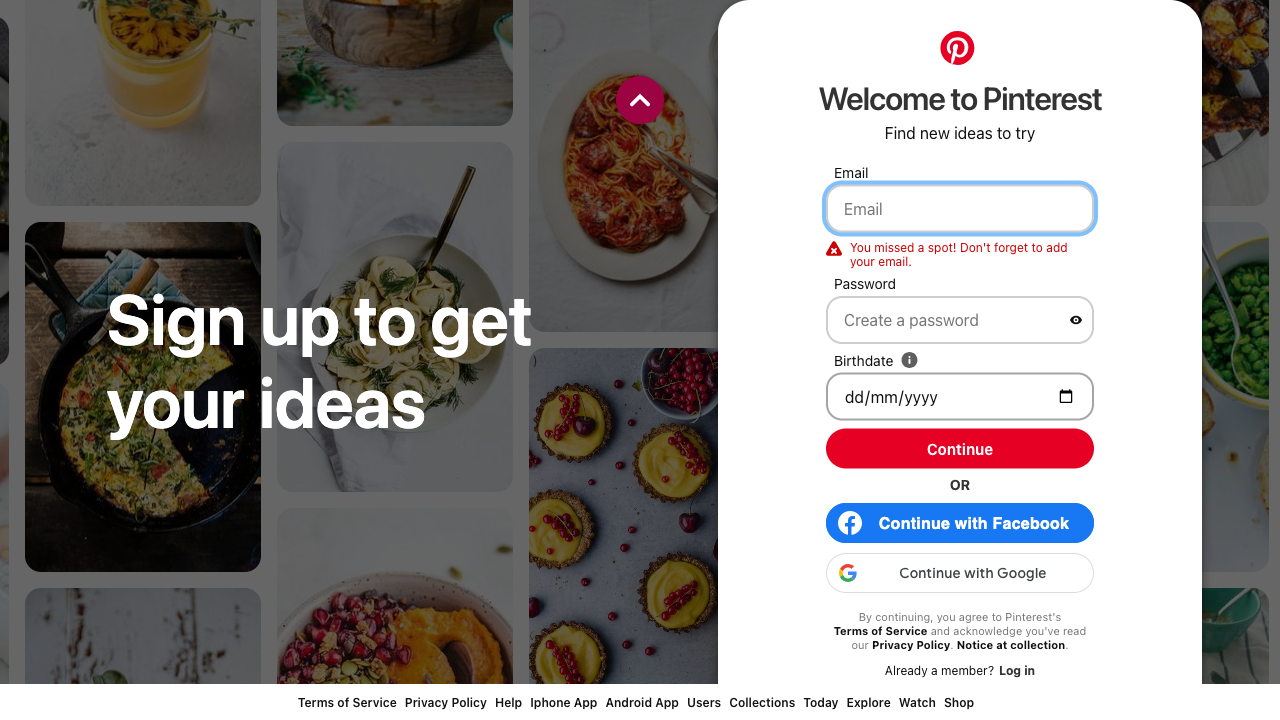 Sign up to get
your ideas
Welcome to Pinterest
Find new ideas to try
Email
Email
You missed a spot! Don't forget to add
your email.
Password
Create a password
Birthdate
dd/mm/yyyy
Continue
OR
Continue with Facebook
Continue with Google
By continuing, you agree to Pinterest's
Terms of Service and acknowledge you've read
our Privacy Policy. Notice at collection.
Already a member? Log in
Terms of Service Privacy Policy Help Iphone App Android App Users Collections Today Explore Watch Shop